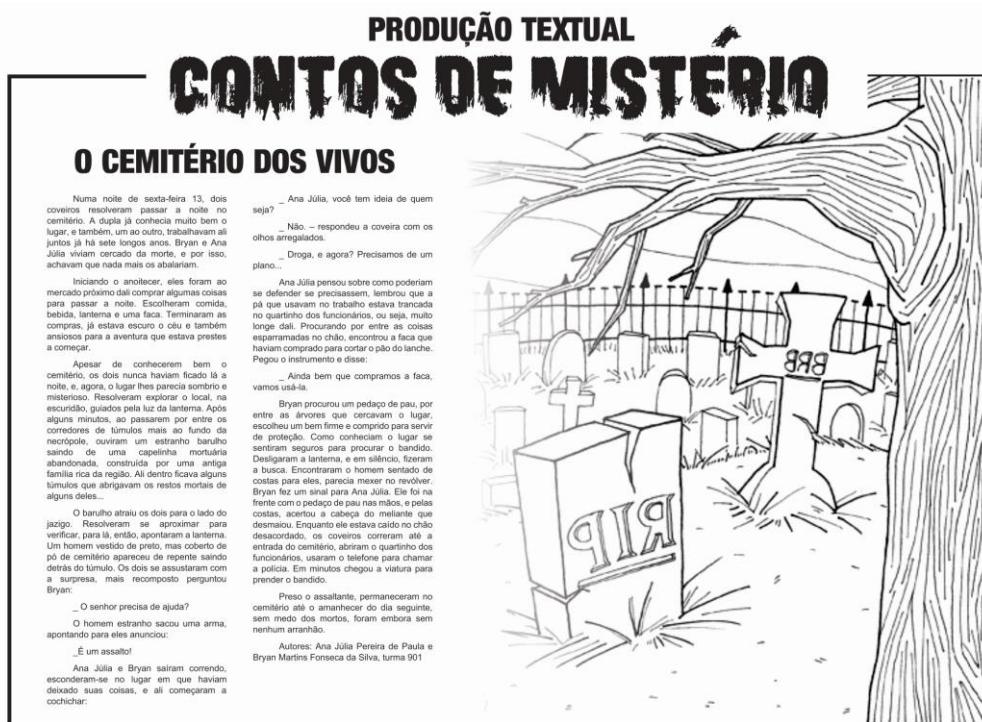 PRODUÇÃO TEXTUAL
CONTOS DE MISTÉRIO
O CEMITÉRIO DOS VIVOS
Numa noite de sexta-feira 13, dois
coveiros resolveram passar a noite no
cemitério. A dupla já conhecia muito bem o
lugar, e também, um ao outro, trabalhavam ali
juntos já há sete longos anos. Bryan e Ana
Júlia viviam cercado da morte, e por isso,
achavam que nada mais os abalariam.
Iniciando o anoitecer, eles foram ao
mercado próximo dali comprar algumas coisas
para passar a noite. Escolheram comida,
bebida, lanterna e uma faca. Terminaram as
compras, já estava escuro o céu e também
ansiosos para a aventura que estava prestes
a começar.
Apesar de conhecerem bem o
cemitério, os dois nunca haviam ficado lá a
noite, e, agora, o lugar lhes parecia sombrio e
misterioso. Resolveram explorar o local, na
escuridão, guiados pela luz da lanterna. Após
alguns minutos, ao passarem por entre os
corredores de túmulos mais ao fundo da
necrópole, ouviram um estranho barulho
saindo de uma capelinha mortuária
abandonada, construída por uma antiga
família rica da região. Ali dentro ficava alguns
túmulos que abrigavam os restos mortais de
alguns deles...
O barulho atraiu os dois para o lado do
jazigo. Resolveram se aproximar para
verificar, para lá, então, apontaram a lanterna.
Um homem vestido de preto, mas coberto de
pó de cemitério apareceu de repente saindo
detrás do túmulo. Os dois se assustaram com
a surpresa, mais recomposto perguntou
Bryan:
_ O senhor precisa de ajuda?
O homem estranho sacou uma arma,
apontando para eles anunciou:
_É um assalto!
Ana Júlia e Bryan saíram correndo,
esconderam-se no lugar em que haviam
deixado suas coisas, e ali começaram a
cochichar:
_ Ana Júlia, você tem ideia de quem
seja?
_ Não. – respondeu a coveira com os
olhos arregalados.
_ Droga, e agora? Precisamos de um
plano...
Ana Júlia pensou sobre como poderiam
se defender se precisassem, lembrou que a
pá que usavam no trabalho estava trancada
no quartinho dos funcionários, ou seja, muito
longe dali. Procurando por entre as coisas
esparramadas no chão, encontrou a faca que
haviam comprado para cortar o pão do lanche.
Pegou o instrumento e disse:
_ Ainda bem que compramos a faca,
vamos usá-la.
Bryan procurou um pedaço de pau, por
entre as árvores que cercavam o lugar,
escolheu um bem firme e comprido para servir
de proteção. Como conheciam o lugar se
sentiram seguros para procurar o bandido.
Desligaram a lanterna, e em silêncio, fizeram
a busca. Encontraram o homem sentado de
costas para eles, parecia mexer no revólver.
Bryan fez um sinal para Ana Júlia. Ele foi na
frente com o pedaço de pau nas mãos, e pelas
costas, acertou a cabeça do meliante que
desmaiou. Enquanto ele estava caído no chão
desacordado, os coveiros correram até a
entrada do cemitério, abriram o quartinho dos
funcionários, usaram o telefone para chamar
a polícia. Em minutos chegou a viatura para
prender o bandido.
Preso o assaltante, permaneceram no
cemitério até o amanhecer do dia seguinte,
sem medo dos mortos, foram embora sem
nenhum arranhão.
Autores: Ana Júlia Pereira de Paula e
Bryan Martins Fonseca da Silva, turma 901
RIP